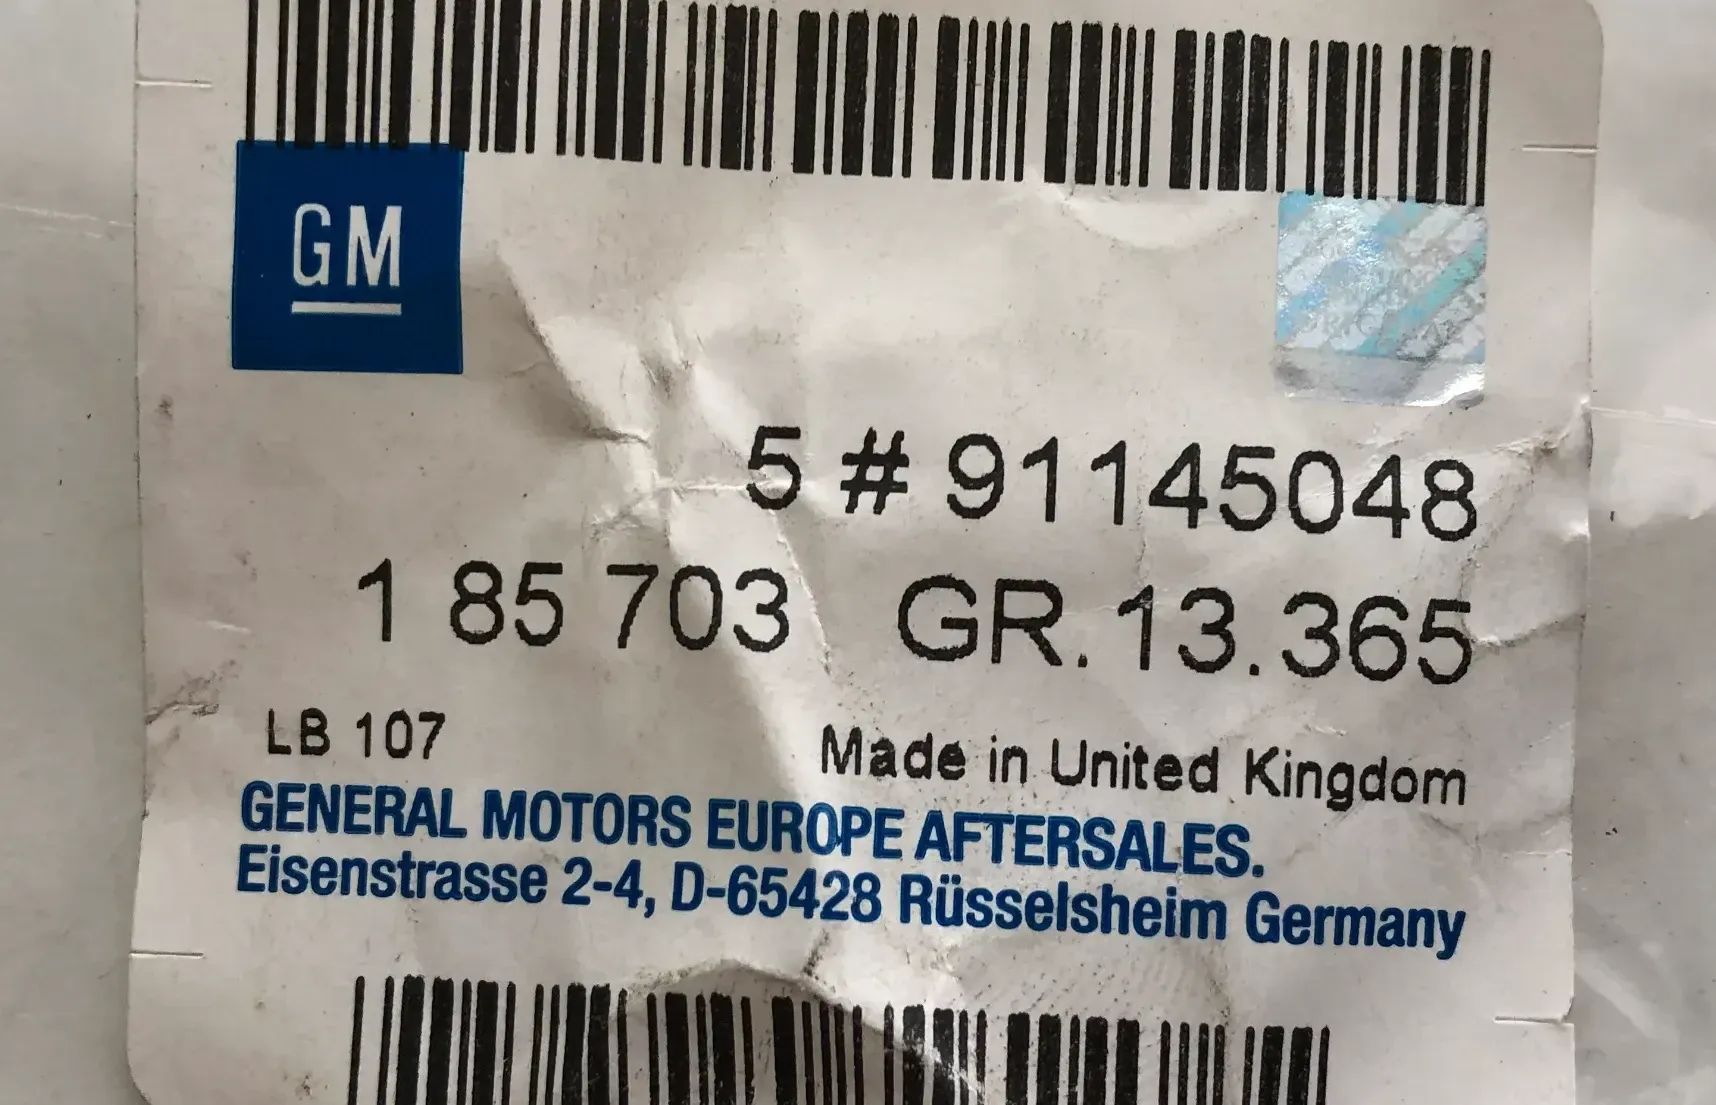 GM
5 # 91145048
1 85 703 GR. 13.365
LB 107 Made in United Kingdom
GENERAL MOTORS EUROPE AFTERSALES.
Eisenstrasse 2-4, D-65428 Rüsselsheim Germany